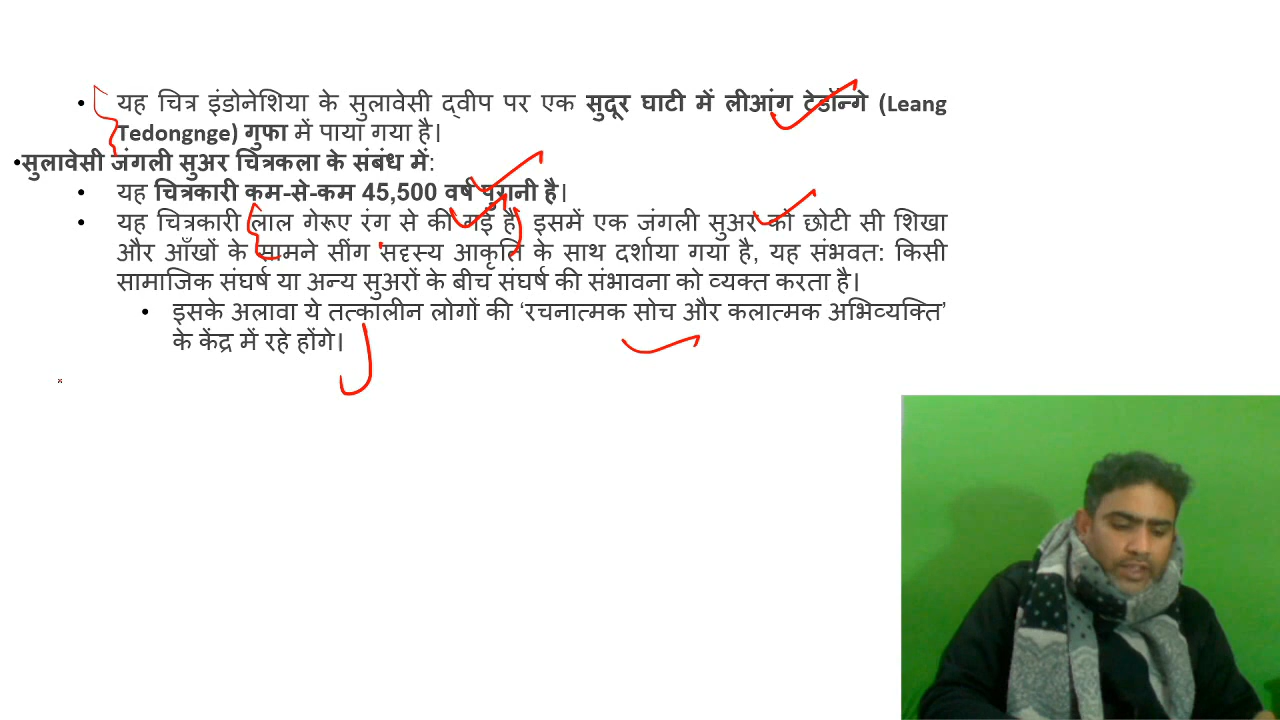 • यह चित्र इंडोनेशिया के सुलावेसी द्वीप पर एक सुदूर घाटी में लीआंग टेडॉन्गे (Leang
Tedongnge) गुफा में पाया गया है।
•सुलावेसी जंगली सुअर चित्रकला के संबंध में:
• यह चित्रकारी कम-से-कम 45,500 वर्ष पुरानी है।
• यह चित्रकारी लाल गेरूए रंग से की गई है, इसमें एक जंगली सुअर को छोटी सी शिखा
और आँखों के सामने सींग सदृस्य आकृति के साथ दर्शाया गया है, यह संभवत: किसी
सामाजिक संघर्ष या अन्य सुअरों के बीच संघर्ष की संभावना को व्यक्त करता है।
• इसके अलावा ये तत्कालीन लोगों की ‘रचनात्मक सोच और कलात्मक अभिव्यक्ति’
के केंद्र में रहे होंगे।